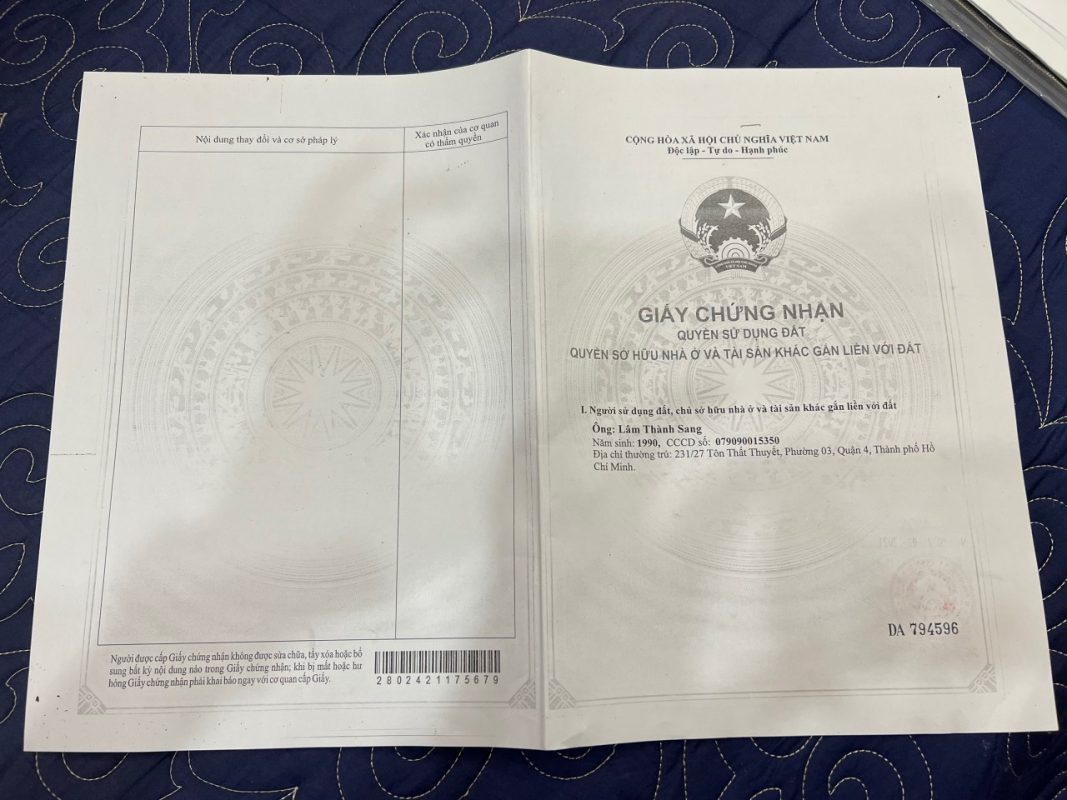 Nội dung thay đổi và cơ sở pháp lý
Xác nhận của cơ quan
có thẩm quyền
Người được cấp Giấy chứng nhận không được sửa chữa, tẩy xóa hoặc bổ
sung bất kỳ nội dung nào trong Giấy chứng nhận; khi bị mất hoặc hư
hỏng Giấy chứng nhận phải khai báo ngay với cơ quan cấp Giấy.
2802421175679
CỘNG HÒA XÃ HỘI CHỦ NGHĨA VIỆT NAM
Độc lập - Tự do - Hạnh phúc
VIỆT NAM
GIẤY CHỨNG NHẬN
QUYỀN SỬ DỤNG ĐẤT
QUYỀN SỞ HỮU NHÀ Ở VÀ TÀI SẢN KHÁC GẮN LIỀN VỚI ĐẤT
I. Người sử dụng đất, chủ sở hữu nhà ở và tài sản khác gắn liền với đất
Ông: Lâm Thành Sang
Năm sinh: 1990, CCCD số: 079090015350
Địa chỉ thường trú: 231/27 Tôn Thất Thuyết, Phường 03, Quận 4, Thành phố Hồ
Chí Minh.
DA 794596